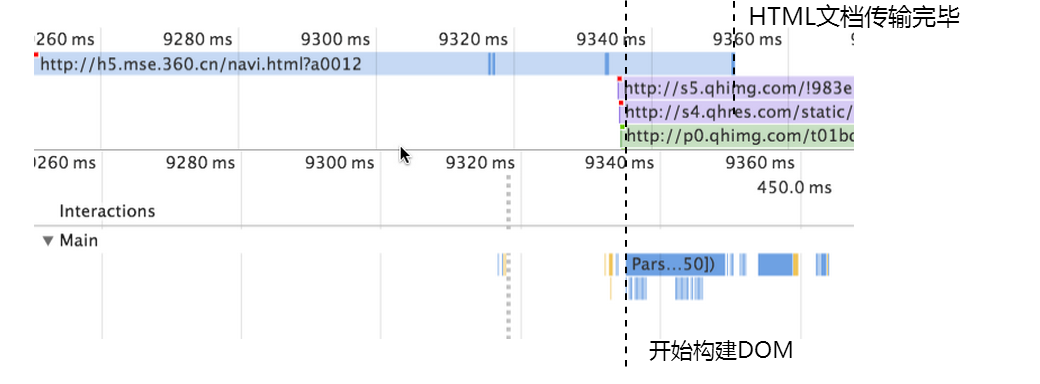 HTML文档传输完毕
:260 ms 9280 ms 9300 ms 9320 ms 9340 ms 9360 ms
http://h5.mse.360.cn/navi.html?a0012
http://s5.qhimg.com/!983e
http://s4.qhres.com/static/
http://p0.qhimg.com/t01bc
9260 ms 9280 ms 9300 ms 9320 ms 9340 ms 9360 ms
450.0 ms
Interactions
▼ Main
Pars...50])
开始构建DOM